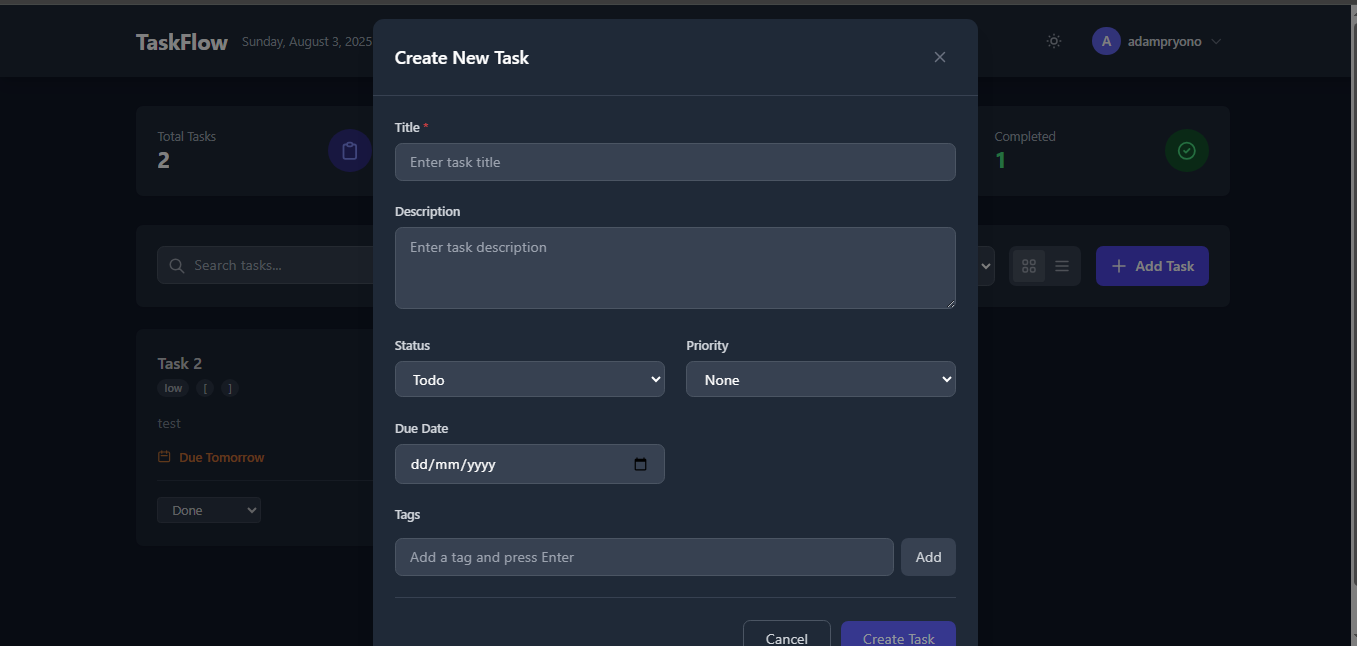 TaskFlow Sunday, August 3, 2025
A adampryono
Total Tasks
2
Completed
1
Search tasks...
Add Task
Task 2
low [ ]
test
Due Tomorrow
Done
Create New Task
Title *
Enter task title
Description
Enter task description
Status
Todo
Priority
None
Due Date
dd/mm/yyyy
Tags
Add a tag and press Enter
Add
Cancel
Create Task